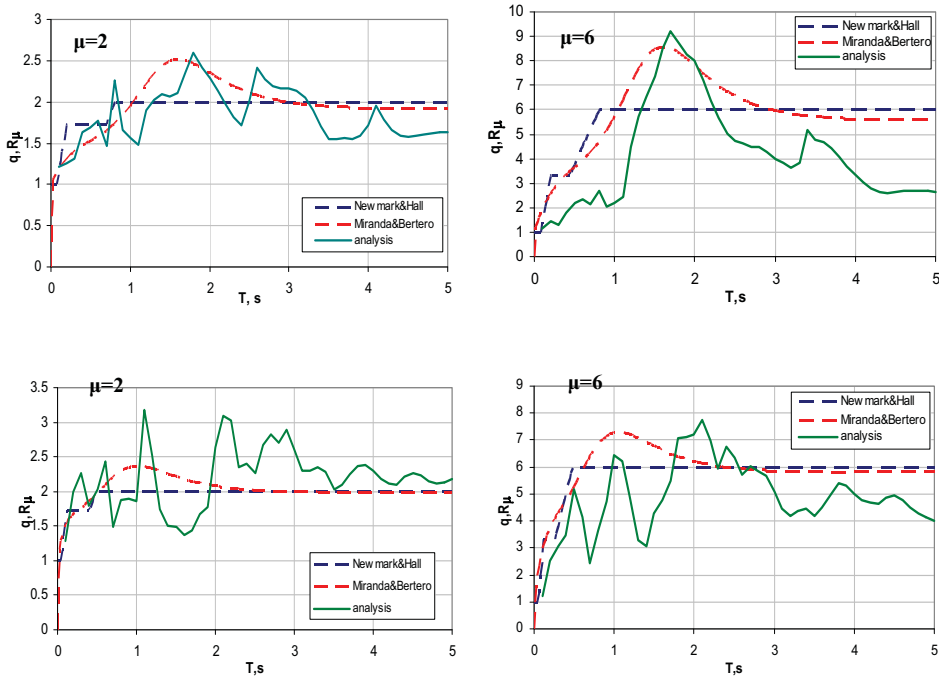 μ=2
3
2.5
2
1.5
1
0.5
0
q,Rμ
New mark&Hall
Miranda&Bertero
analysis
0 1 2 3 4 5
T, s
μ=6
10
9
8
7
6
5
4
3
2
1
0
q,Rμ
New mark&Hall
Miranda&Bertero
analysis
0 1 2 3 4 5
T,s
μ=2
3.5
3
2.5
2
1.5
1
0.5
0
q,Rμ
New mark&Hall
Miranda&Bertero
analysis
0 1 2 3 4 5
T,s
μ=6
9
8
7
6
5
4
3
2
1
0
q,Rμ
New mark&Hall
Miranda&Bertero
analysis
0 1 2 3 4 5
T,s